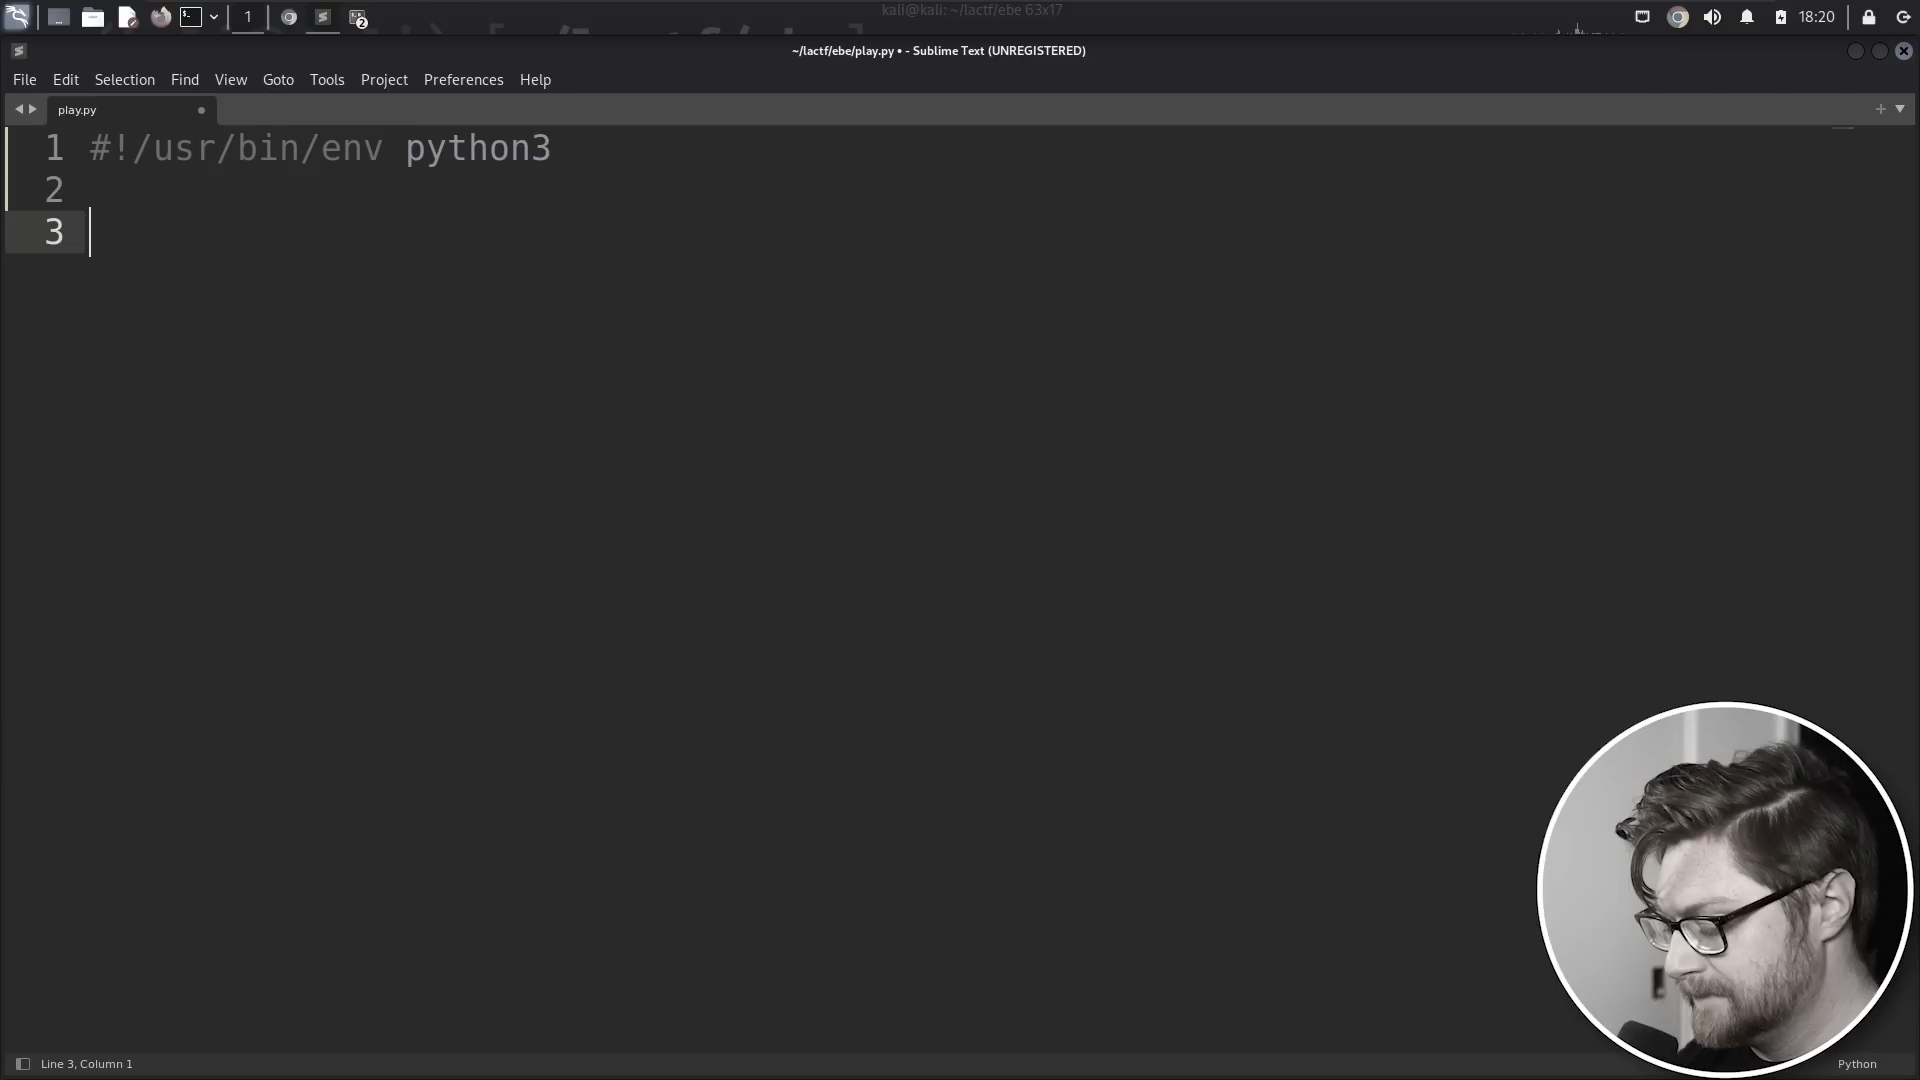 kali@kali: ~/lactf/ebe 63x17
1
2
18:20
~/lactf/ebe/play.py • - Sublime Text (UNREGISTERED)
File Edit Selection Find View Goto Tools Project Preferences Help
play.py
1 #!/usr/bin/env python3
2
3
Line 3, Column 1
Python